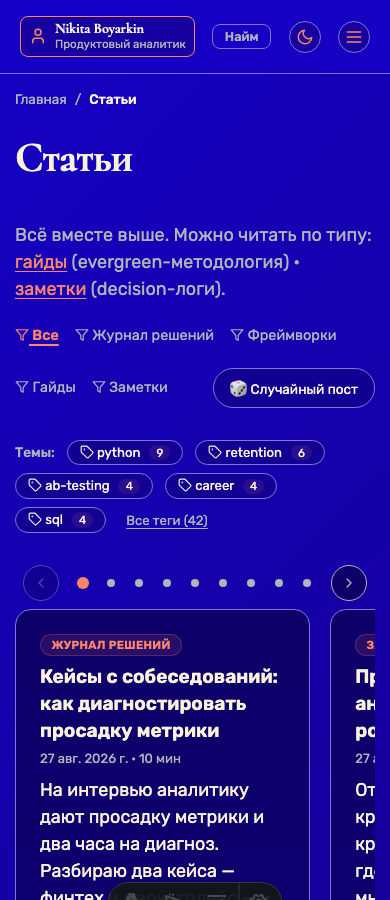 Nikita Boyarkin
Продуктовый аналитик
Найм
Главная / Статьи
Статьи
Всё вместе выше. Можно читать по типу:
гайды (evergreen-методология) •
заметки (decision-логи).
Все Журнал решений Фреймворки
Гайды Заметки Случайный пост
Темы: python 9 retention 6
ab-testing 4 career 4
sql 4 Все теги (42)
ЖУРНАЛ РЕШЕНИЙ
Кейсы с собеседований:
как диагностировать
просадку метрики
27 авг. 2026 г. • 10 мин
На интервью аналитику
дают просадку метрики и
два часа на диагноз.
Разбираю два кейса —
финтех